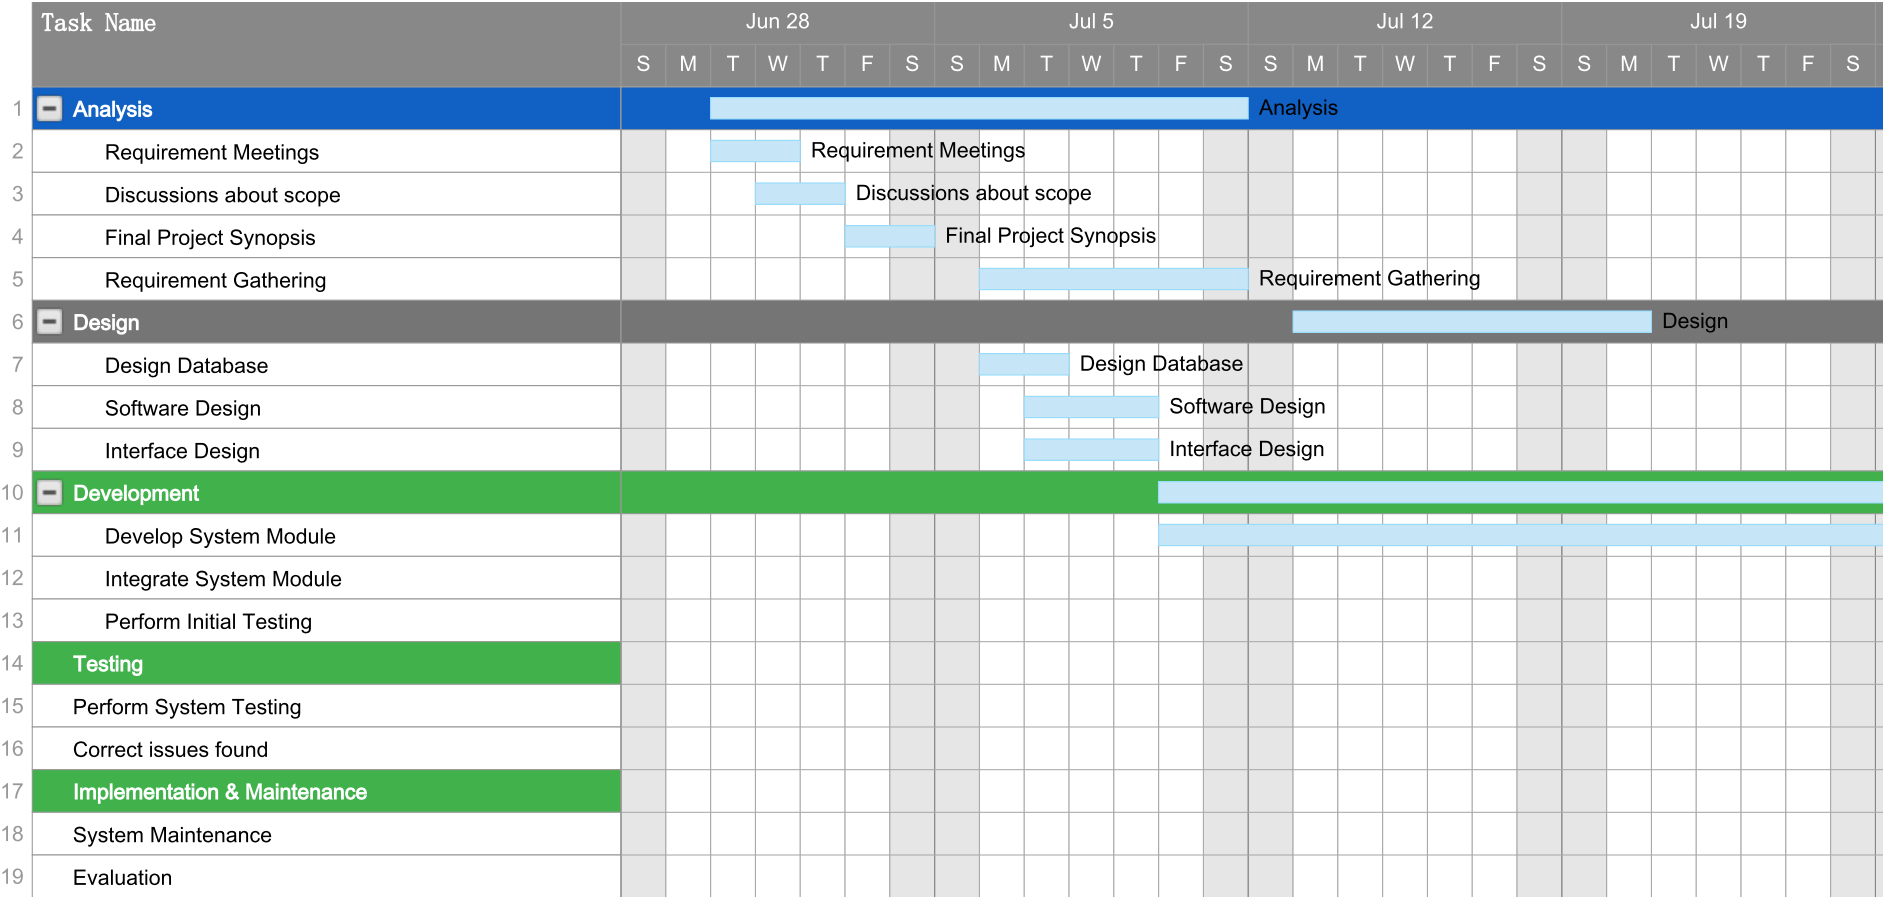 Task Name
Jun 28 Jul 5 Jul 12 Jul 19
S M T W T F S S M T W T F S S M T W T F S S M T W T F S
1 Analysis Analysis
2 Requirement Meetings Requirement Meetings
3 Discussions about scope Discussions about scope
4 Final Project Synopsis Final Project Synopsis
5 Requirement Gathering Requirement Gathering
6 Design Design
7 Design Database Design Database
8 Software Design Software Design
9 Interface Design Interface Design
10 Development
11 Develop System Module
12 Integrate System Module
13 Perform Initial Testing
14 Testing
15 Perform System Testing
16 Correct issues found
17 Implementation & Maintenance
18 System Maintenance
19 Evaluation